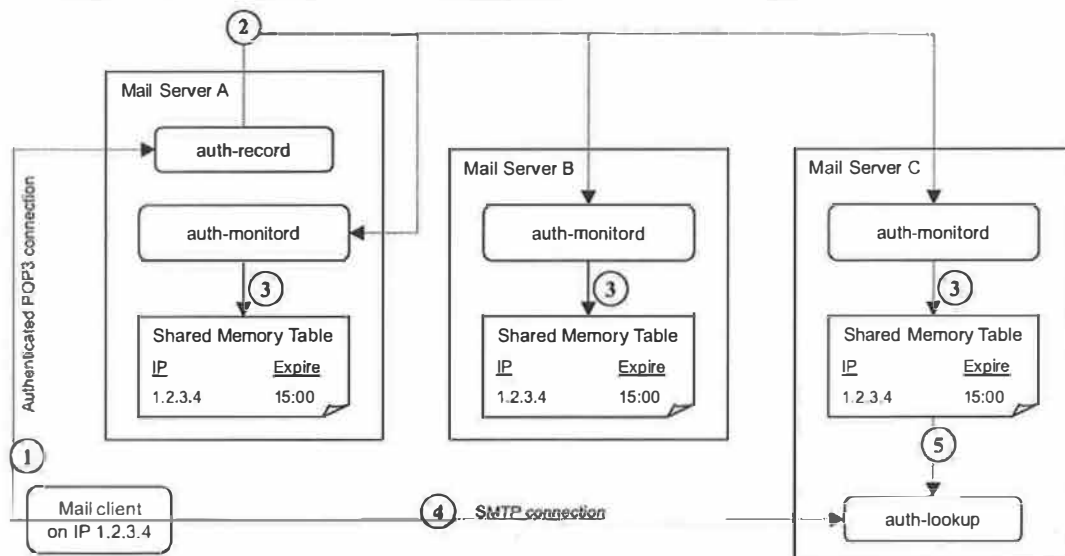 2
Mail Server A
auth-record
auth-monitord
3
Shared Memory Table
IP Expire
1.2.3.4 15:00
Mail Server B
auth-monitord
3
Shared Memory Table
IP Expire
1.2.3.4 15:00
Mail Server C
auth-monitord
3
Shared Memory Table
IP Expire
1.2.3.4 15:00
5
auth-lookup
Authenticated POP3 connection
1
Mail client
on IP 1.2.3.4
4 SMTP connection